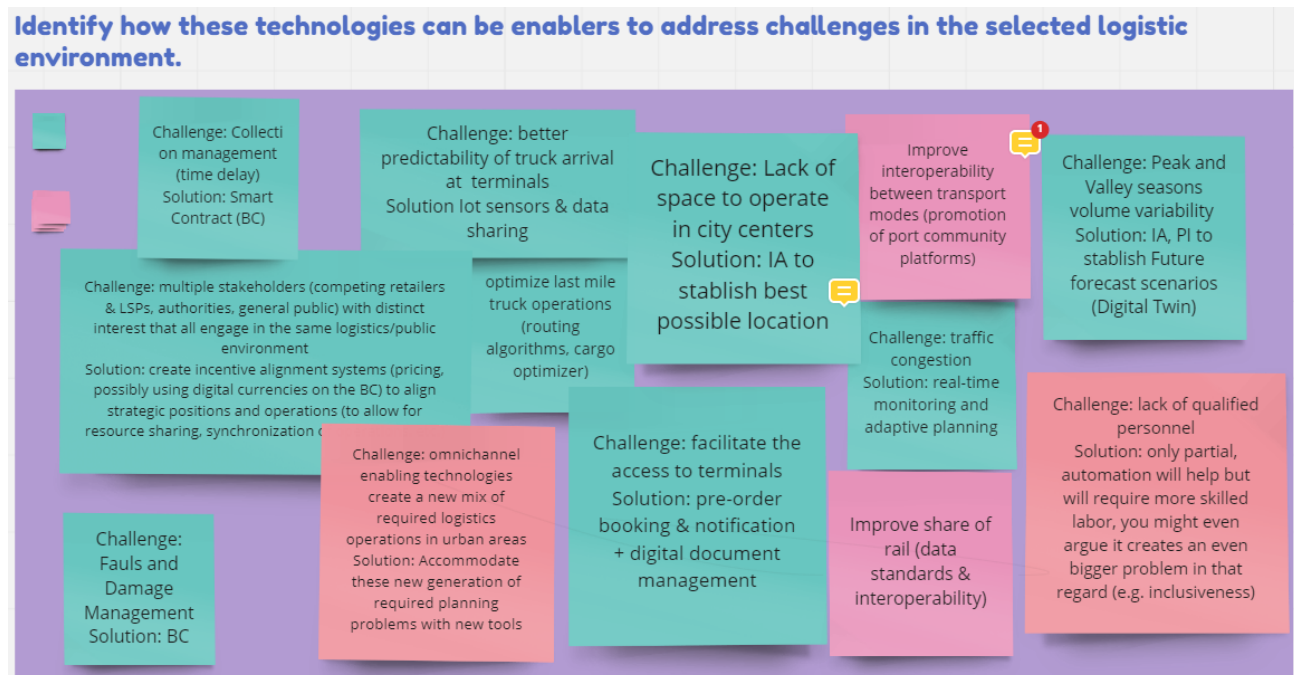 Identify how these technologies can be enablers to address challenges in the selected logistic
environment.
Challenge: Collecti
on management
(time delay)
Solution: Smart
Contract (BC)
Challenge: better
predictability of truck arrival
at terminals
Solution Iot sensors & data
sharing
Challenge: Lack of
space to operate
in city centers
Solution: IA to
stablish best
possible location
Improve
interoperability
between transport
modes (promotion
of port community
platforms)
1
Challenge: Peak and
Valley seasons
volume variability
Solution: IA, PI to
stablish Future
forecast scenarios
(Digital Twin)
Challenge: multiple stakeholders (competing retailers
& LSPs, authorities, general public) with distinct
interest that all engage in the same logistics/public
environment
Solution: create incentive alignment systems (pricing,
possibly using digital currencies on the BC) to align
strategic positions and operations (to allow for
resource sharing, synchronization
optimize last mile
truck operations
(routing
algorithms, cargo
optimizer)
Challenge: traffic
congestion
Solution: real-time
monitoring and
adaptive planning
Challenge: lack of qualified
personnel
Solution: only partial,
automation will help but
will require more skilled
labor, you might even
argue it creates an even
bigger problem in that
regard (e.g. inclusiveness)
Challenge: omnichannel
enabling technologies
create a new mix of
required logistics
operations in urban areas
Solution: Accommodate
these new generation of
required planning
problems with new tools
Challenge: facilitate the
access to terminals
Solution: pre-order
booking & notification
+ digital document
management
Improve share of
rail (data
standards &
interoperability)
Challenge:
Fauls and
Damage
Management
Solution: BC